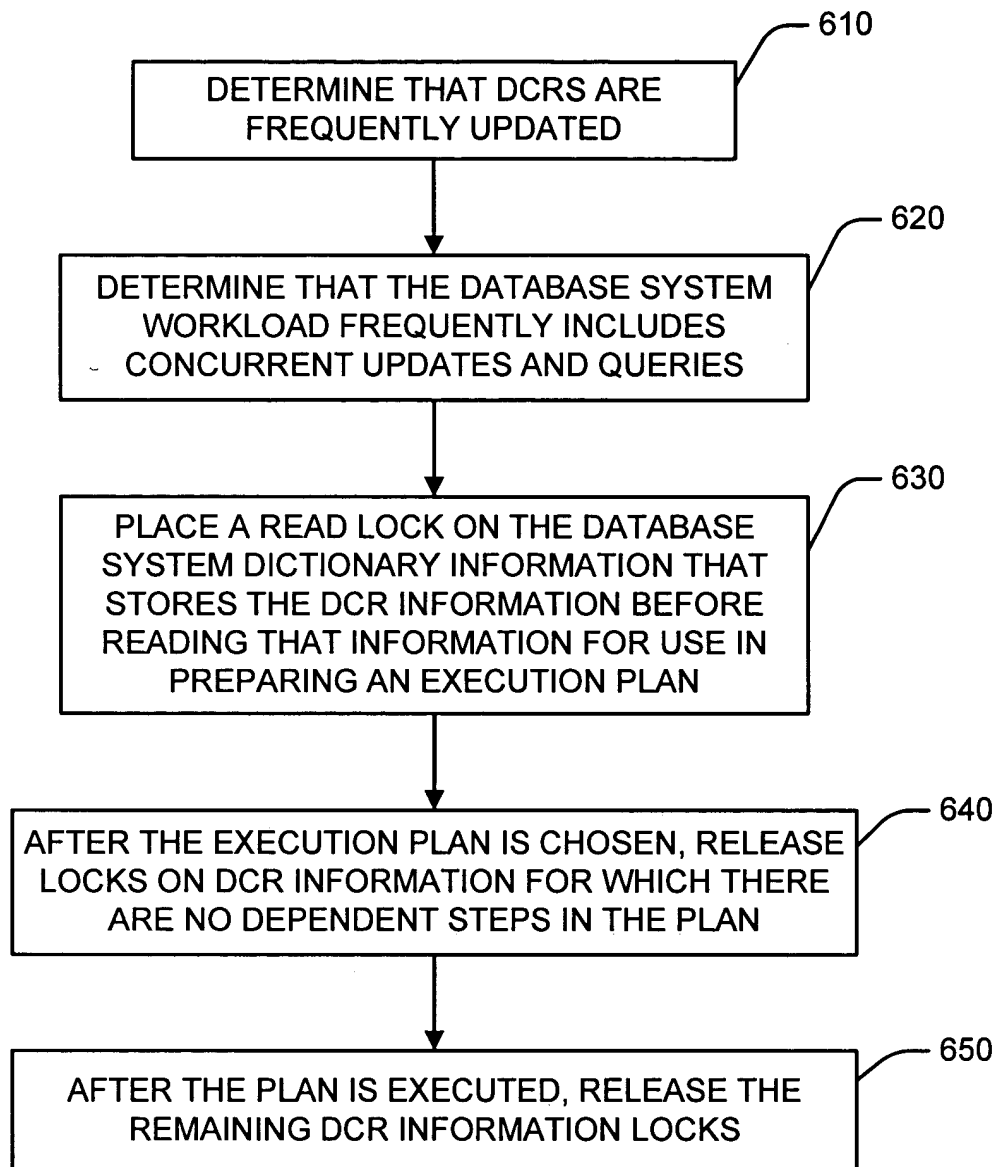 610
DETERMINE THAT DCRS ARE
FREQUENTLY UPDATED
620
DETERMINE THAT THE DATABASE SYSTEM
WORKLOAD FREQUENTLY INCLUDES
CONCURRENT UPDATES AND QUERIES
630
PLACE A READ LOCK ON THE DATABASE
SYSTEM DICTIONARY INFORMATION THAT
STORES THE DCR INFORMATION BEFORE
READING THAT INFORMATION FOR USE IN
PREPARING AN EXECUTION PLAN
640
AFTER THE EXECUTION PLAN IS CHOSEN, RELEASE
LOCKS ON DCR INFORMATION FOR WHICH THERE
ARE NO DEPENDENT STEPS IN THE PLAN
650
AFTER THE PLAN IS EXECUTED, RELEASE THE
REMAINING DCR INFORMATION LOCKS